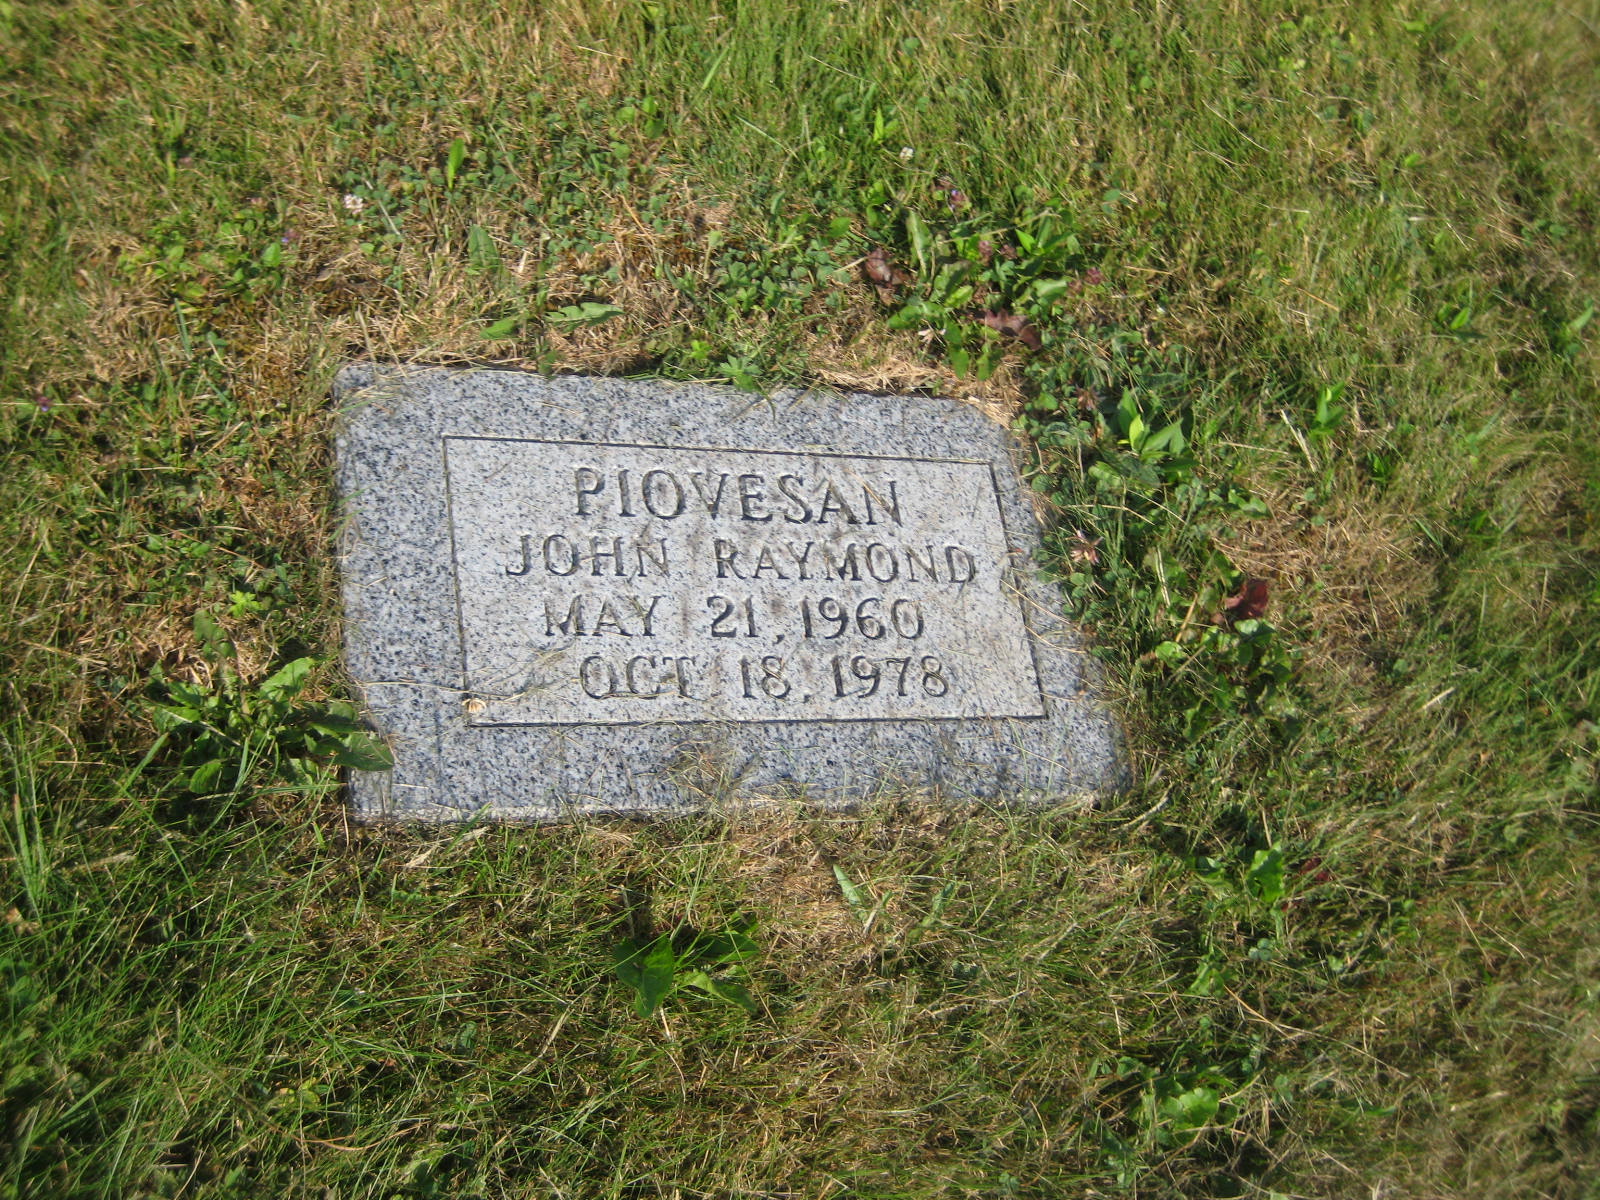 PIOVESAN
JOHN RAYMOND
MAY 21, 1960
OCT 18, 1978